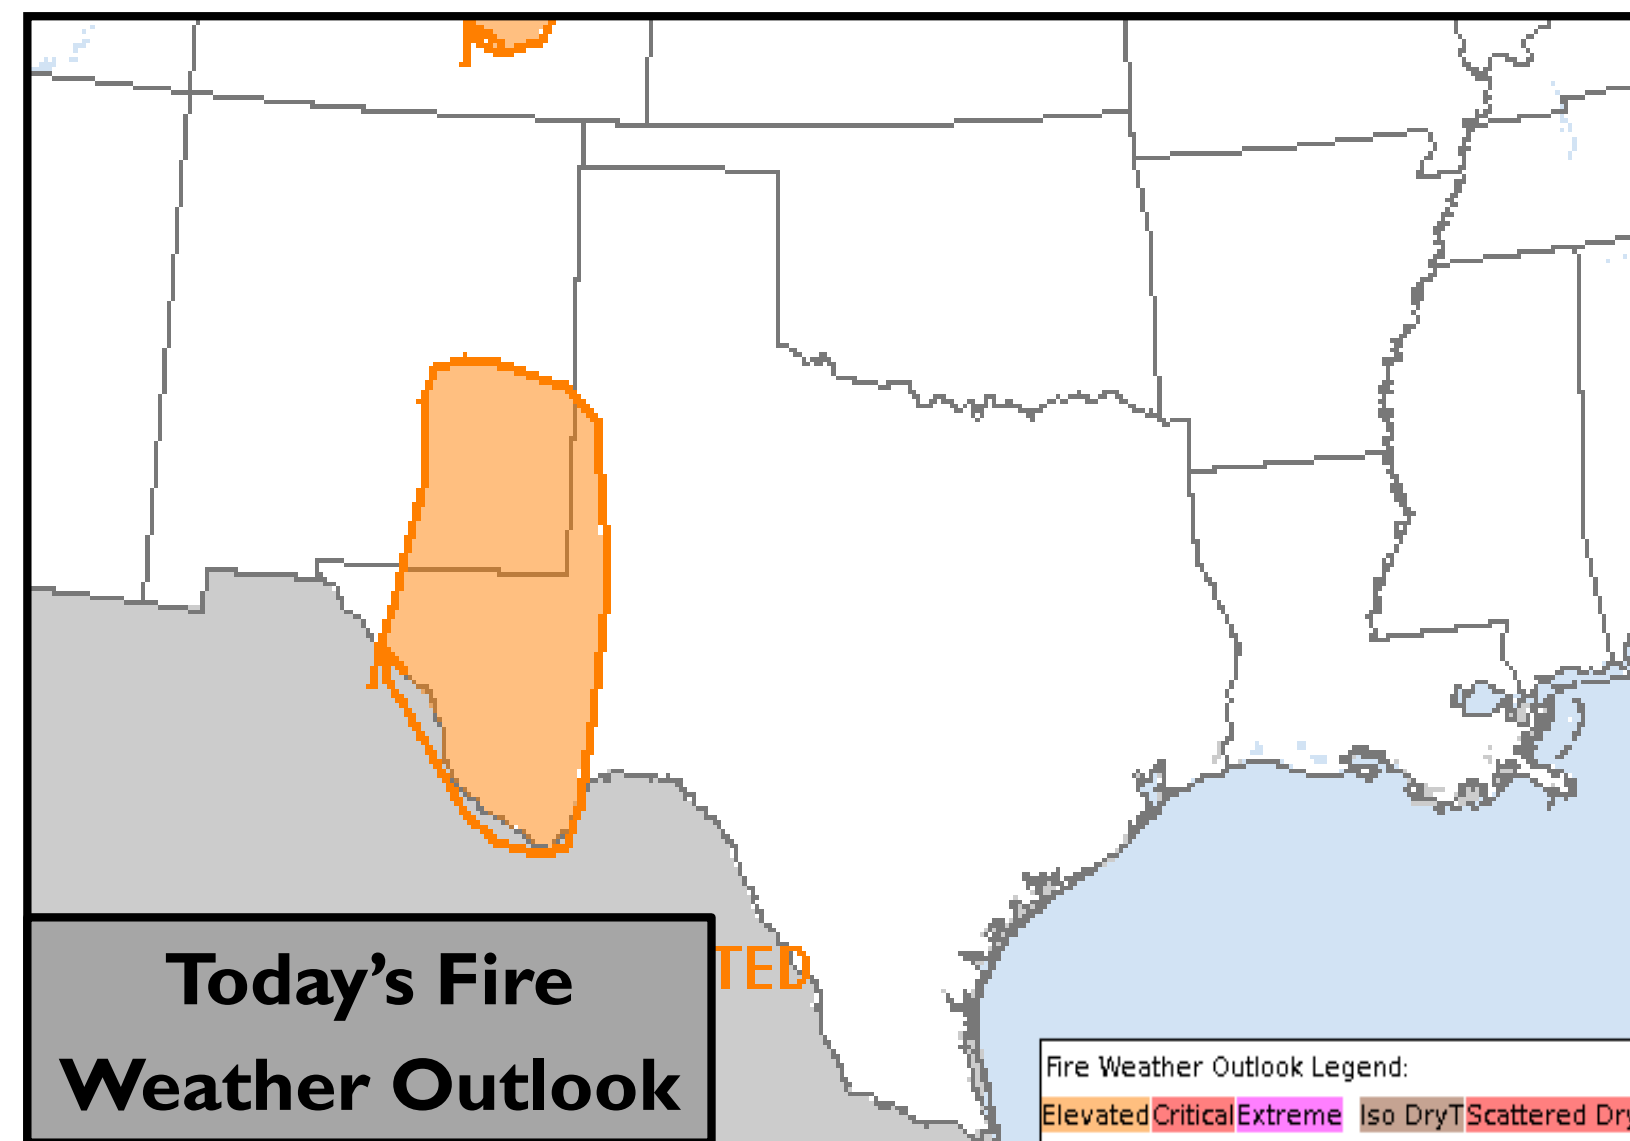 TED
Today's Fire
Weather Outlook
Fire Weather Outlook Legend:
Elevated Critical Extreme Iso DryT Scattered Dry